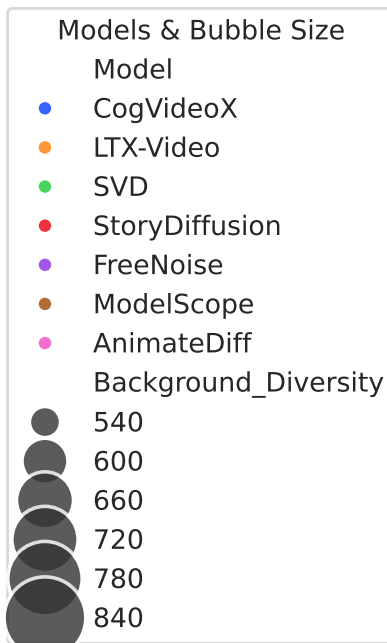 Models & Bubble Size
Model
CogVideoX
LTX-Video
SVD
StoryDiffusion
FreeNoise
ModelScope
AnimateDiff
Background_Diversity
540
600
660
720
780
840